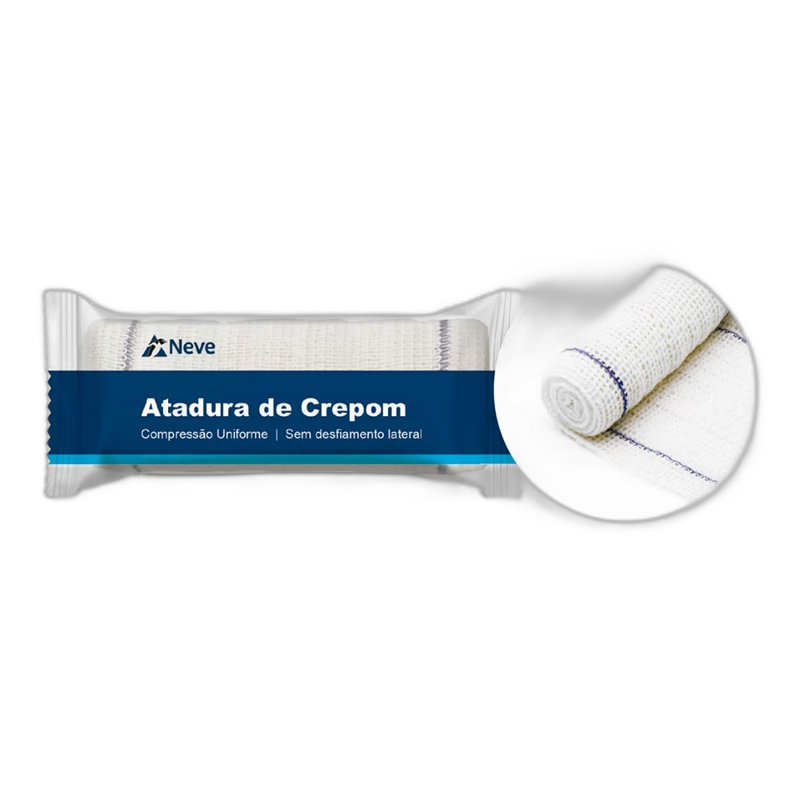 Neve
Atadura de Crepom
Compressão Uniforme | Sem desfiamento lateral